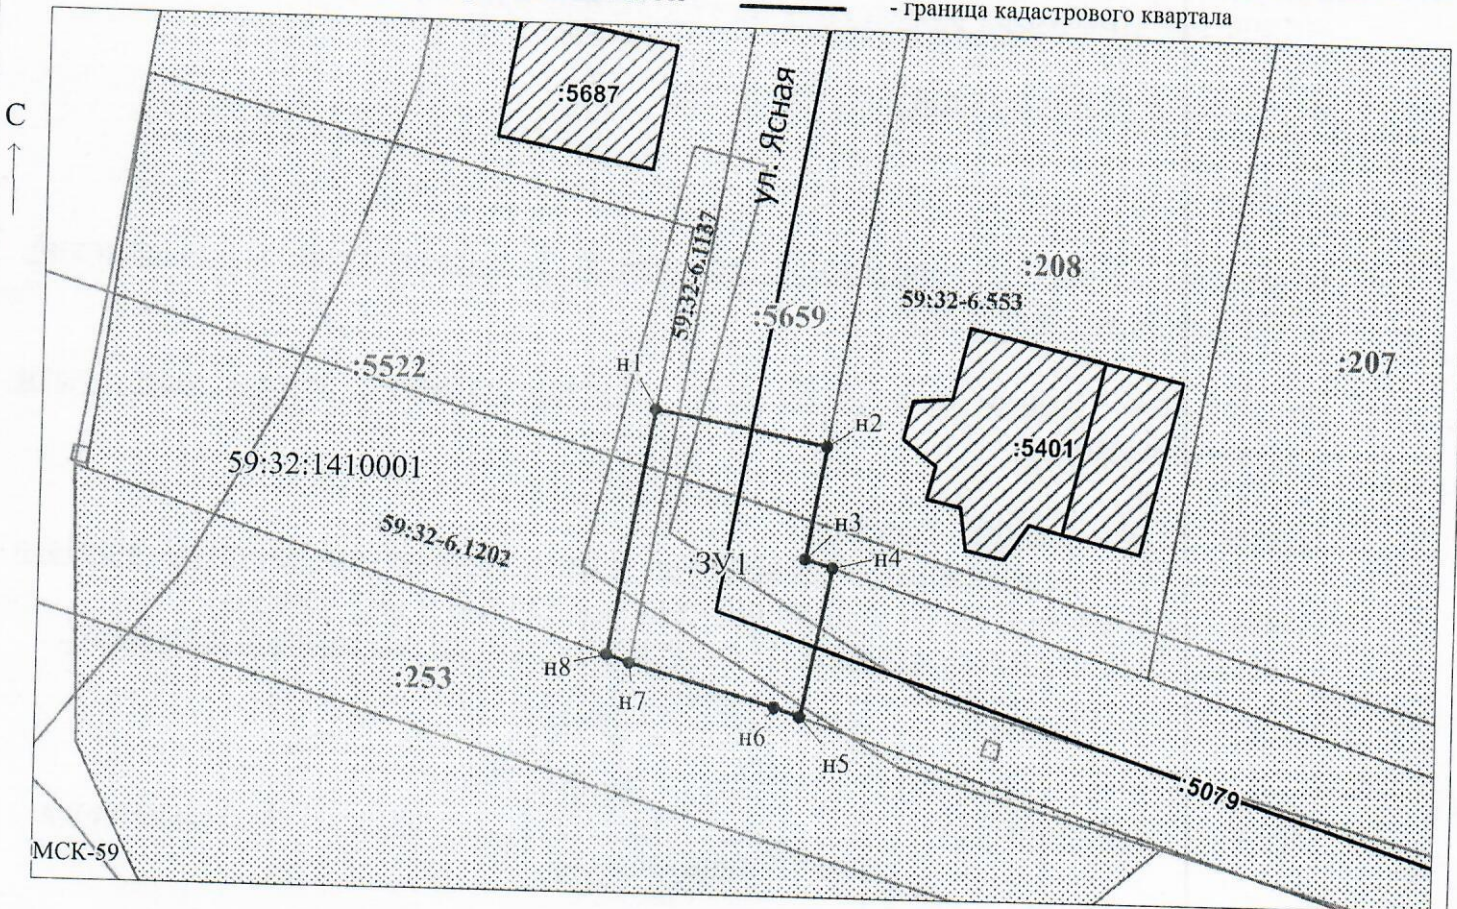 - граница кадастрового квартала
С
:5687
ул. Ясная
59:32-6.1137
:208
59:32-6.553
:5659
:207
:5522
н1
н2
:5401
59:32:1410001
59:32-6.1202
н3
н4
:ЗУ1
н8
:253
н7
н6
н5
:5079
МСК-59